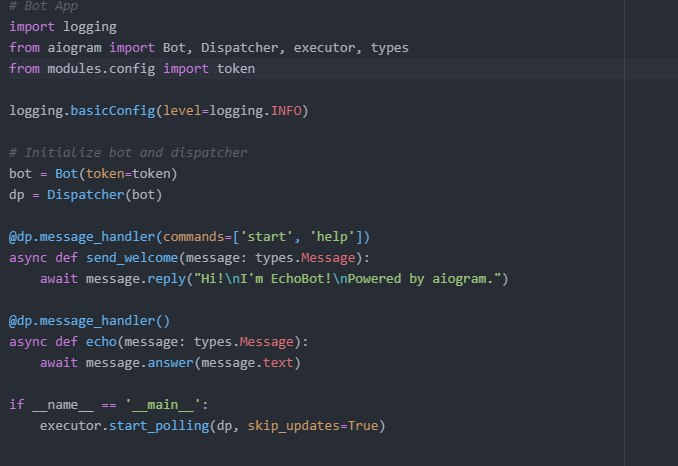 # Bot App
import logging
from aiogram import Bot, Dispatcher, executor, types
from modules.config import token

logging.basicConfig(level=logging.INFO)

# Initialize bot and dispatcher
bot = Bot(token=token)
dp = Dispatcher(bot)

@dp.message_handler(commands=['start', 'help'])
async def send_welcome(message: types.Message):
    await message.reply("Hi!\nI'm EchoBot!\nPowered by aiogram.")

@dp.message_handler()
async def echo(message: types.Message):
    await message.answer(message.text)

if __name__ == '__main__':
    executor.start_polling(dp, skip_updates=True)